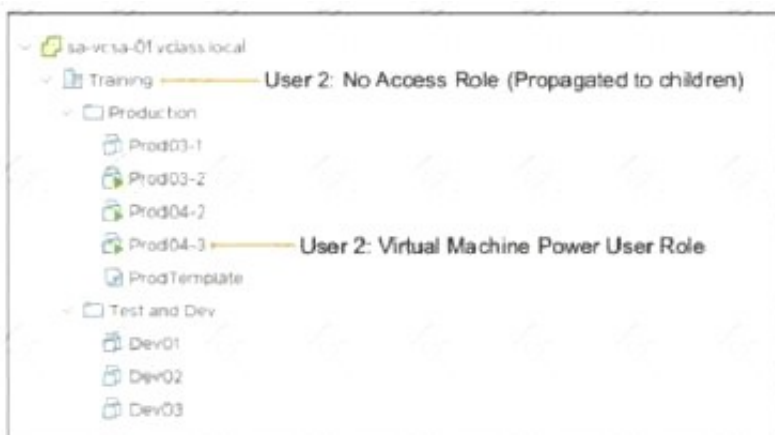 sa-vcsa-01.vclass.local
Training User 2: No Access Role (Propagated to children)
Production
Prod03-1
Prod03-2
Prod04-2
Prod04-3 User 2: Virtual Machine Power User Role
ProdTemplate
Test and Dev
Dev01
Dev02
Dev03